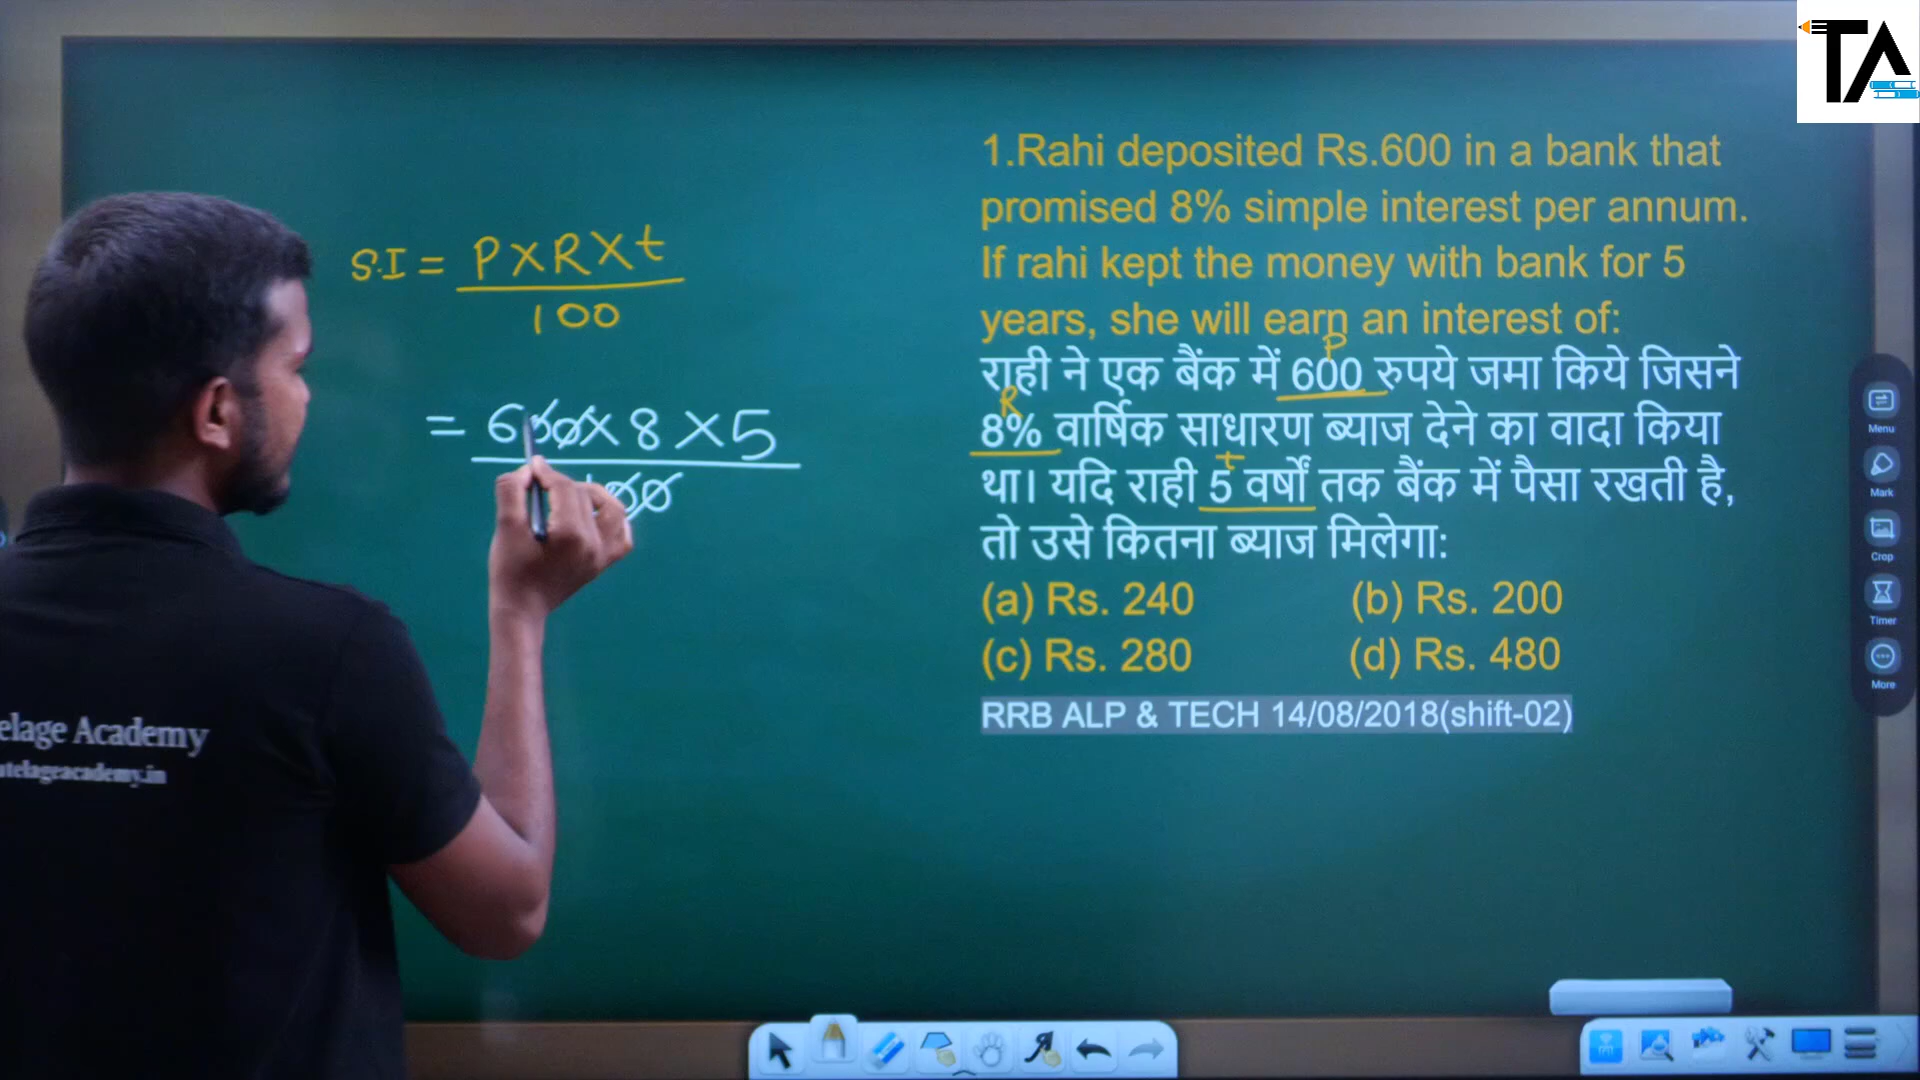 TA
1.Rahi deposited Rs.600 in a bank that
promised 8% simple interest per annum.
If rahi kept the money with bank for 5
years, she will earn an interest of:
P
राही ने एक बैंक में 600 रुपये जमा किये जिसने
R
8% वार्षिक साधारण ब्याज देने का वादा किया
t
था। यदि राही 5 वर्षों तक बैंक में पैसा रखती है,
तो उसे कितना ब्याज मिलेगा:
(a) Rs. 240 (b) Rs. 200
(c) Rs. 280 (d) Rs. 480
RRB ALP & TECH 14/08/2018(shift-02)
S.I = P X R X t
100
= 600 X 8 X 5
100
elage Academy
utelageacademy.in
Menu
Mark
Crop
Timer
More